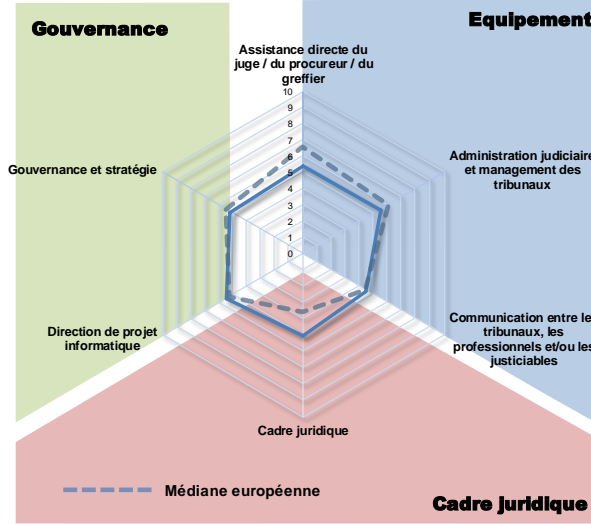 Gouvernance
Equipement
Assistance directe du
juge / du procureur / du
greffier
10
9
8
7
6
5
4
3
2
1
0
Gouvernance et stratégie
Administration judiciaire
et management des
tribunaux
Direction de projet
informatique
Communication entre les
tribunaux, les
professionnels et/ou les
justiciables
Cadre juridique
Médiane européenne
Cadre juridique